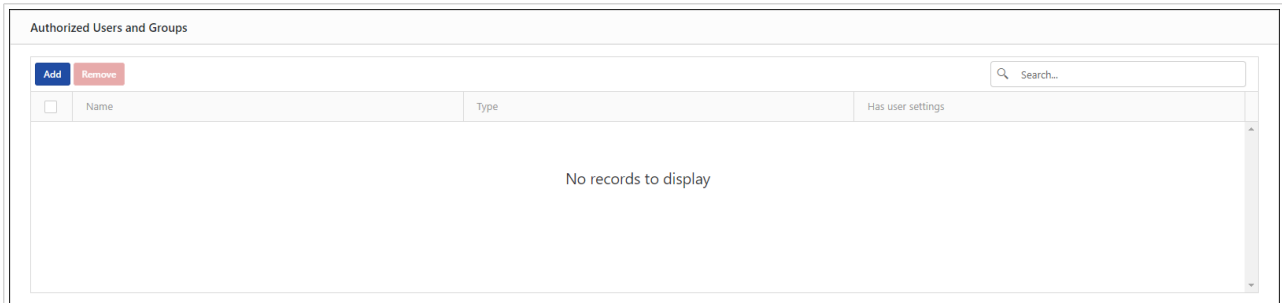 Authorized Users and Groups
Add Remove Search...
Name Type Has user settings
No records to display